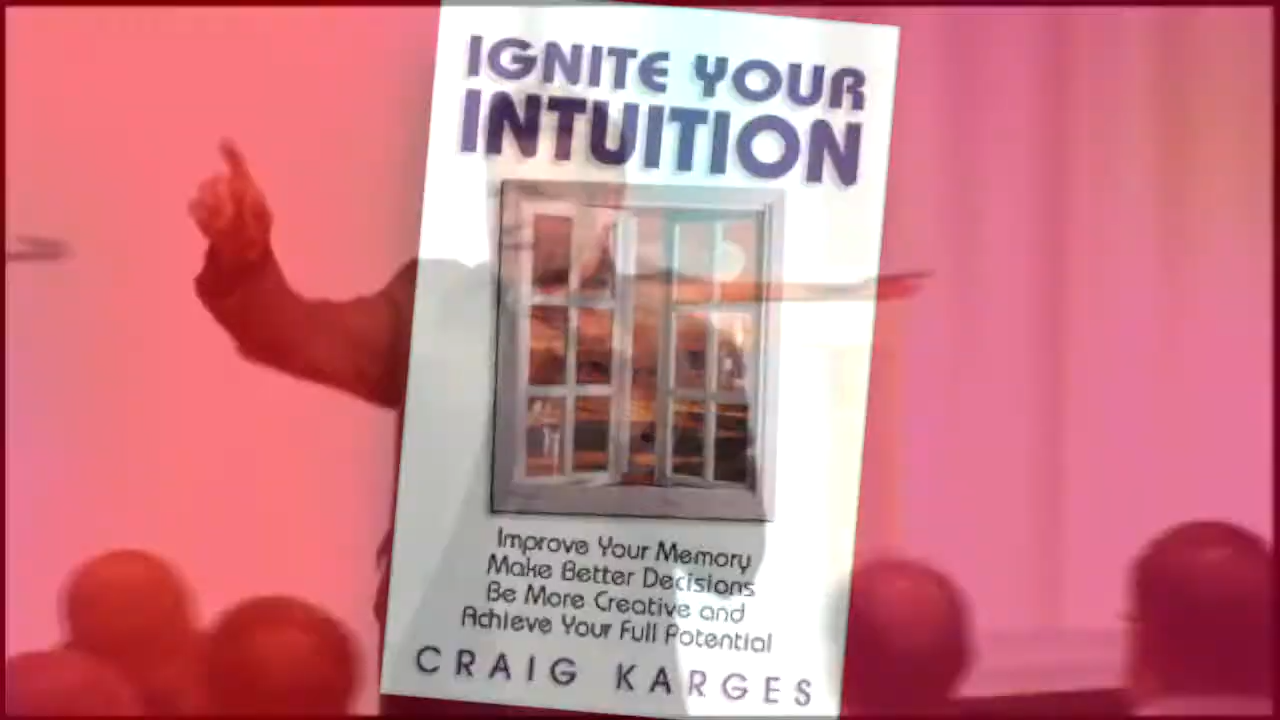 IGNITE YOUR
INTUITION
Improve Your Memory
Make Better Decisions
Be More Creative and
Achieve Your Full Potential
CRAIG KARGES